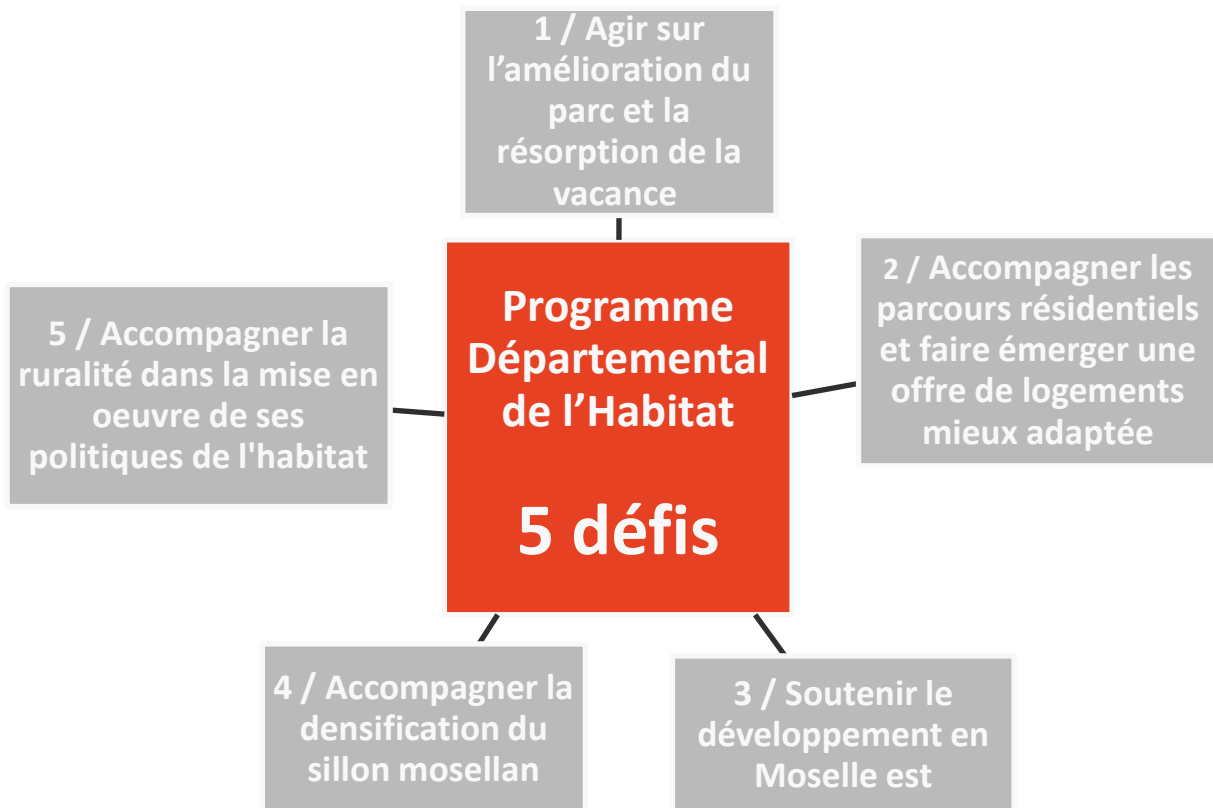 1 / Agir sur
l’amélioration du
parc et la
résorption de la
vacance
Programme
Départemental
de l’Habitat
5 défis
2 / Accompagner les
parcours résidentiels
et faire émerger une
offre de logements
mieux adaptée
3 / Soutenir le
développement en
Moselle est
4 / Accompagner la
densification du
sillon mosellan
5 / Accompagner la
ruralité dans la mise en
oeuvre de ses
politiques de l'habitat